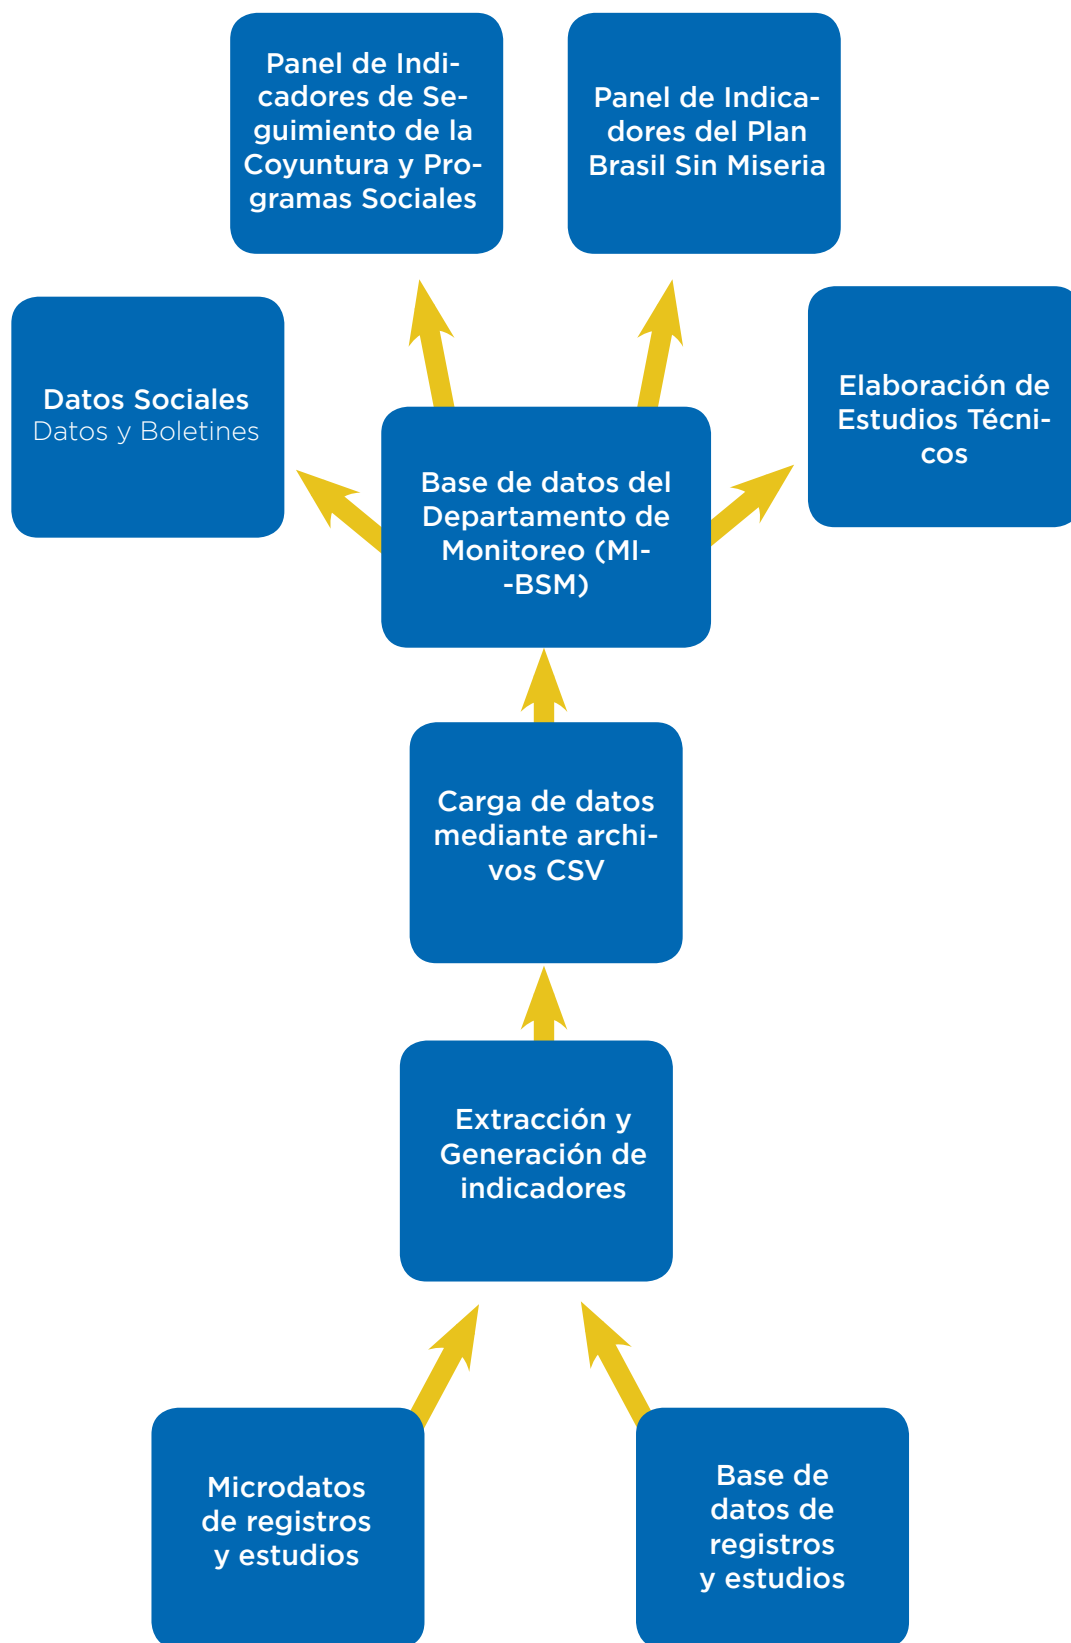 Panel de Indi-
cadores de Se-
guimiento de la
Coyuntura y Pro-
gramas Sociales
Panel de Indica-
dores del Plan
Brasil Sin Miseria
Datos Sociales
Datos y Boletines
Elaboración de
Estudios Técni-
cos
Base de datos del
Departamento de
Monitoreo (MI-
-BSM)
Carga de datos
mediante archi-
vos CSV
Extracción y
Generación de
indicadores
Microdatos
de registros
y estudios
Base de
datos de
registros
y estudios